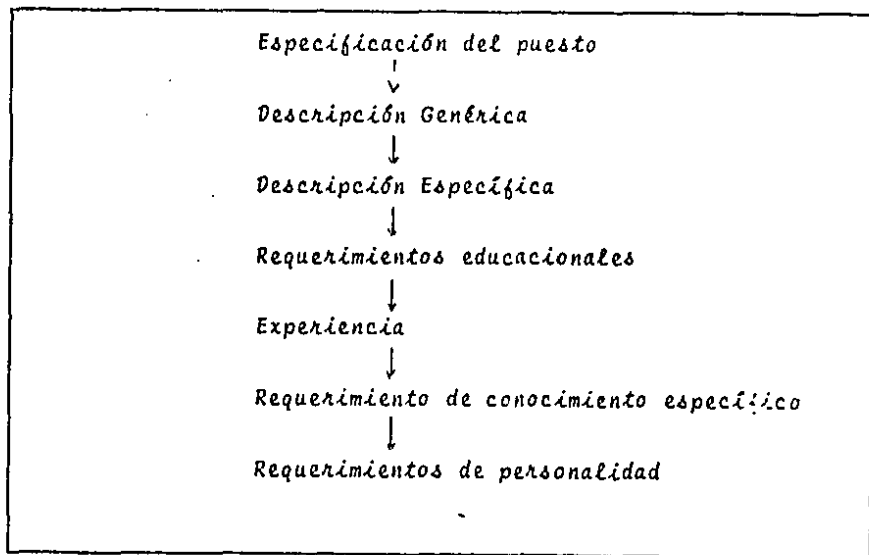 Especificación del puesto
Descripción Genérica
Descripción Específica
Requerimientos educacionales
Experiencia
Requerimiento de conocimiento específico
Requerimientos de personalidad